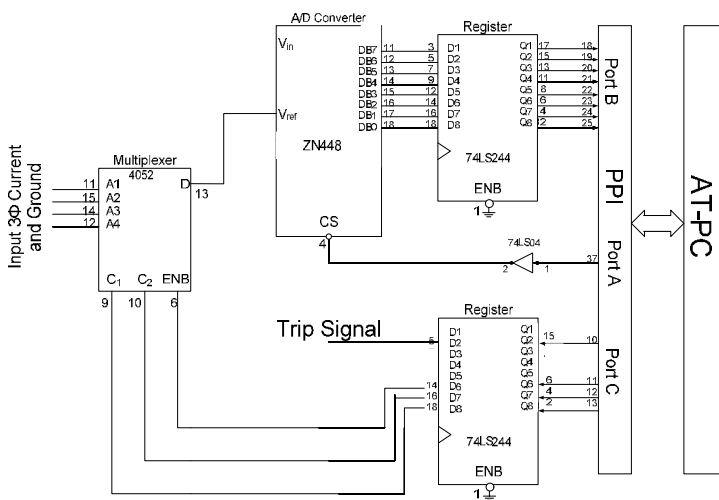 A/D Converter
Vin
Vref
ZN448
CS
4
DB7 11
DB6 12
DB5 13
DB4 14
DB3 15
DB2 16
DB1 17
DB0 18
Register
3 D1 Q1 17 18
5 D2 Q2 15 19
7 D3 Q3 13 20
9 D4 Q4 11 21
12 D5 Q5 8 22
14 D6 Q6 6 23
16 D7 Q7 4 24
18 D8 Q8 2 25
74LS244
ENB
1
Port B
PPI
Port A
Port C
AT-PC
Multiplexer
4052
11 A1
15 A2
14 A3
12 A4
D 13
C1 C2 ENB
9 10 6
Input 3Φ Current
and Ground
74LS04
2 1
37
Trip Signal
Register
D1 Q1
5 D2 Q2 15 10
D3 Q3
D4 Q4
D5 Q5
14 D6 Q6 6 11
16 D7 Q7 4 12
18 D8 Q8 2 13
74LS244
ENB
1